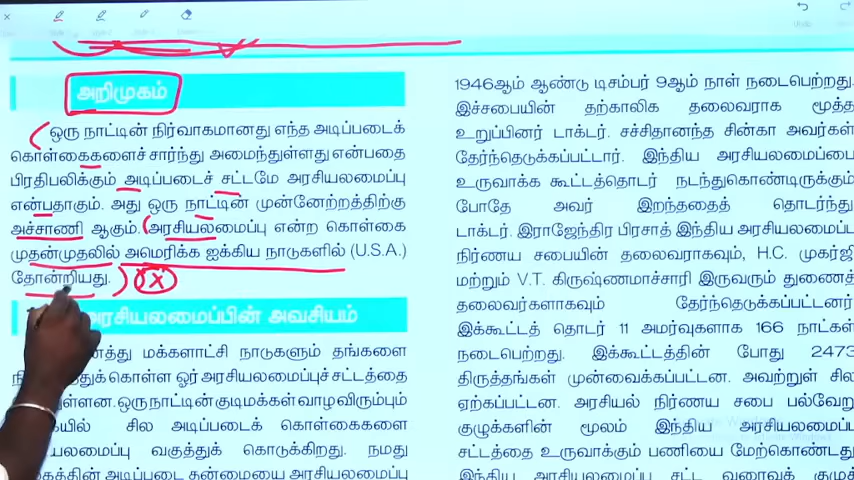 அறிமுகம்
ஒரு நாட்டின் நிர்வாகமானது எந்த அடிப்படைக்
கொள்கைகளைச் சார்ந்து அமைந்துள்ளது என்பதை
பிரதிபலிக்கும் அடிப்படைச் சட்டமே அரசியலமைப்பு
என்பதாகும். அது ஒரு நாட்டின் முன்னேற்றத்திற்கு
அச்சாணி ஆகும். அரசியலமைப்பு என்ற கொள்கை
முதன்முதலில் அமெரிக்க ஐக்கிய நாடுகளில் (U.S.A.)
தோன்றியது. X
அரசியலமைப்பின் அவசியம்
மக்களாட்சி நாடுகளும் தங்களை
கொள்ள ஓர் அரசியலமைப்புச் சட்டத்தை
ஒரு நாட்டின் குடிமக்கள் வாழ விரும்பும்
சில அடிப்படைக் கொள்கைகளை
வகுத்துக் கொடுக்கிறது. நமது
அடிப்படை தன்மையை அரசியலமைப்பு
1946ஆம் ஆண்டு டிசம்பர் 9ஆம் நாள் நடைபெற்றது.
இச்சபையின் தற்காலிக தலைவராக மூத்த
உறுப்பினர் டாக்டர். சச்சிதானந்த சின்கா அவர்கள்
தேர்ந்தெடுக்கப்பட்டார். இந்திய அரசியலமைப்பை
உருவாக்க கூட்டத்தொடர் நடந்துகொண்டிருக்கும்
போதே அவர் இறந்ததைத் தொடர்ந்து
டாக்டர். இராஜேந்திர பிரசாத் இந்திய அரசியலமைப்பு
நிர்ணய சபையின் தலைவராகவும், H.C. முகர்ஜி
மற்றும் V.T. கிருஷ்ணமாச்சாரி இருவரும் துணைத்
தலைவர்களாகவும் தேர்ந்தெடுக்கப்பட்டனர்
இக்கூட்டத் தொடர் 11 அமர்வுகளாக 166 நாட்கள்
நடைபெற்றது. இக்கூட்டத்தின் போது 2473
திருத்தங்கள் முன்வைக்கப்பட்டன. அவற்றுள் சில
ஏற்கப்பட்டன. அரசியல் நிர்ணய சபை பல்வேறு
குழுக்களின் மூலம் இந்திய அரசியலமைப்பு
சட்டத்தை உருவாக்கும் பணியை மேற்கொண்டது
இந்திய அரசியலமைப்பு சட்ட வரைவுக் குழுத்